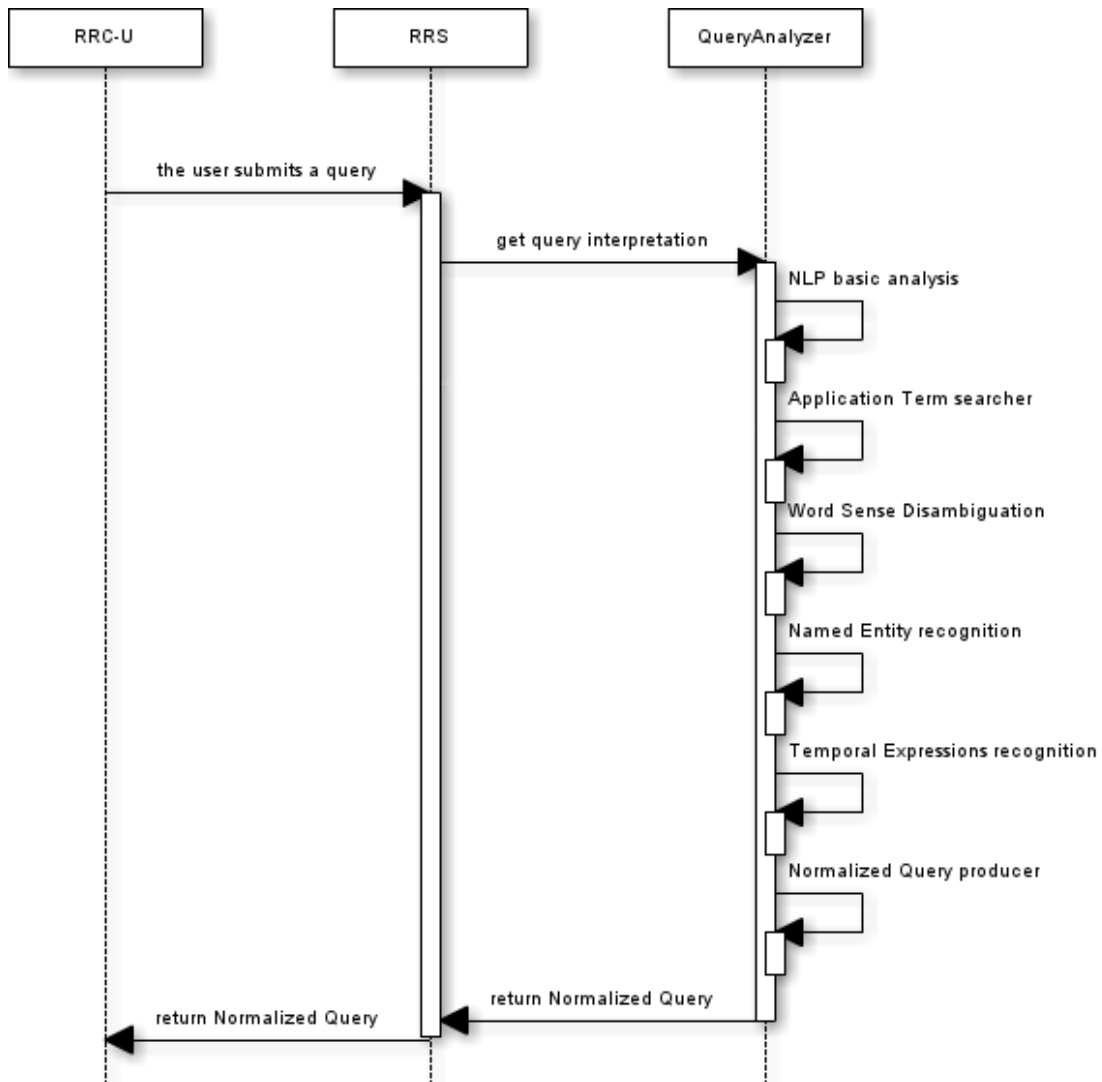 RRC-U
RRS
QueryAnalyzer
the user submits a query
get query interpretation
NLP basic analysis
Application Term searcher
Word Sense Disambiguation
Named Entity recognition
Temporal Expressions recognition
Normalized Query producer
return Normalized Query
return Normalized Query